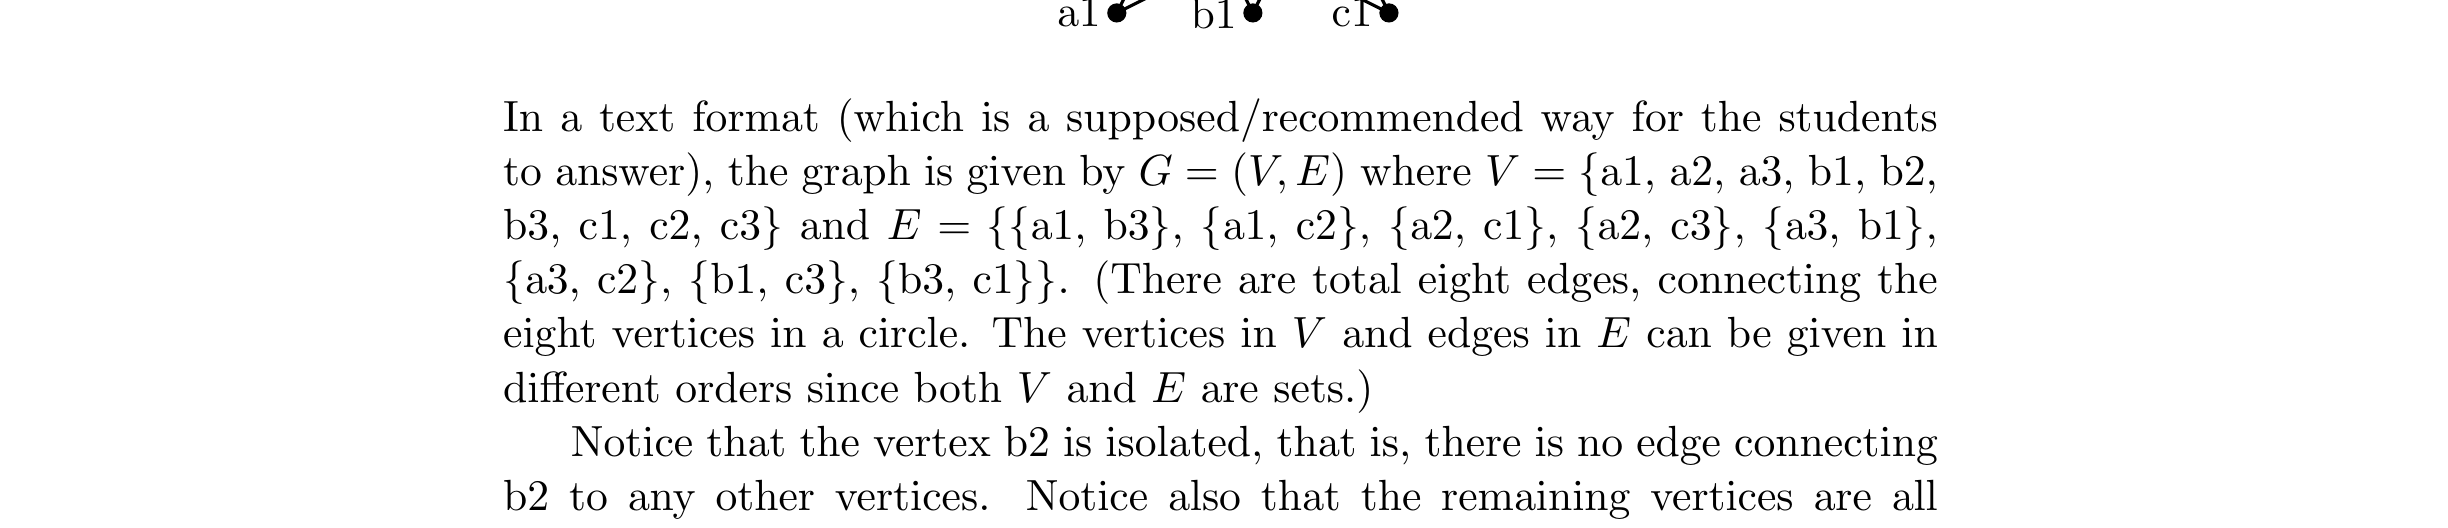 a1 b1 c1
In a text format (which is a supposed/recommended way for the students
to answer), the graph is given by G = (V, E) where V = {a1, a2, a3, b1, b2,
b3, c1, c2, c3} and E = {{a1, b3}, {a1, c2}, {a2, c1}, {a2, c3}, {a3, b1},
{a3, c2}, {b1, c3}, {b3, c1}}. (There are total eight edges, connecting the
eight vertices in a circle. The vertices in V and edges in E can be given in
different orders since both V and E are sets.)
Notice that the vertex b2 is isolated, that is, there is no edge connecting
b2 to any other vertices. Notice also that the remaining vertices are all